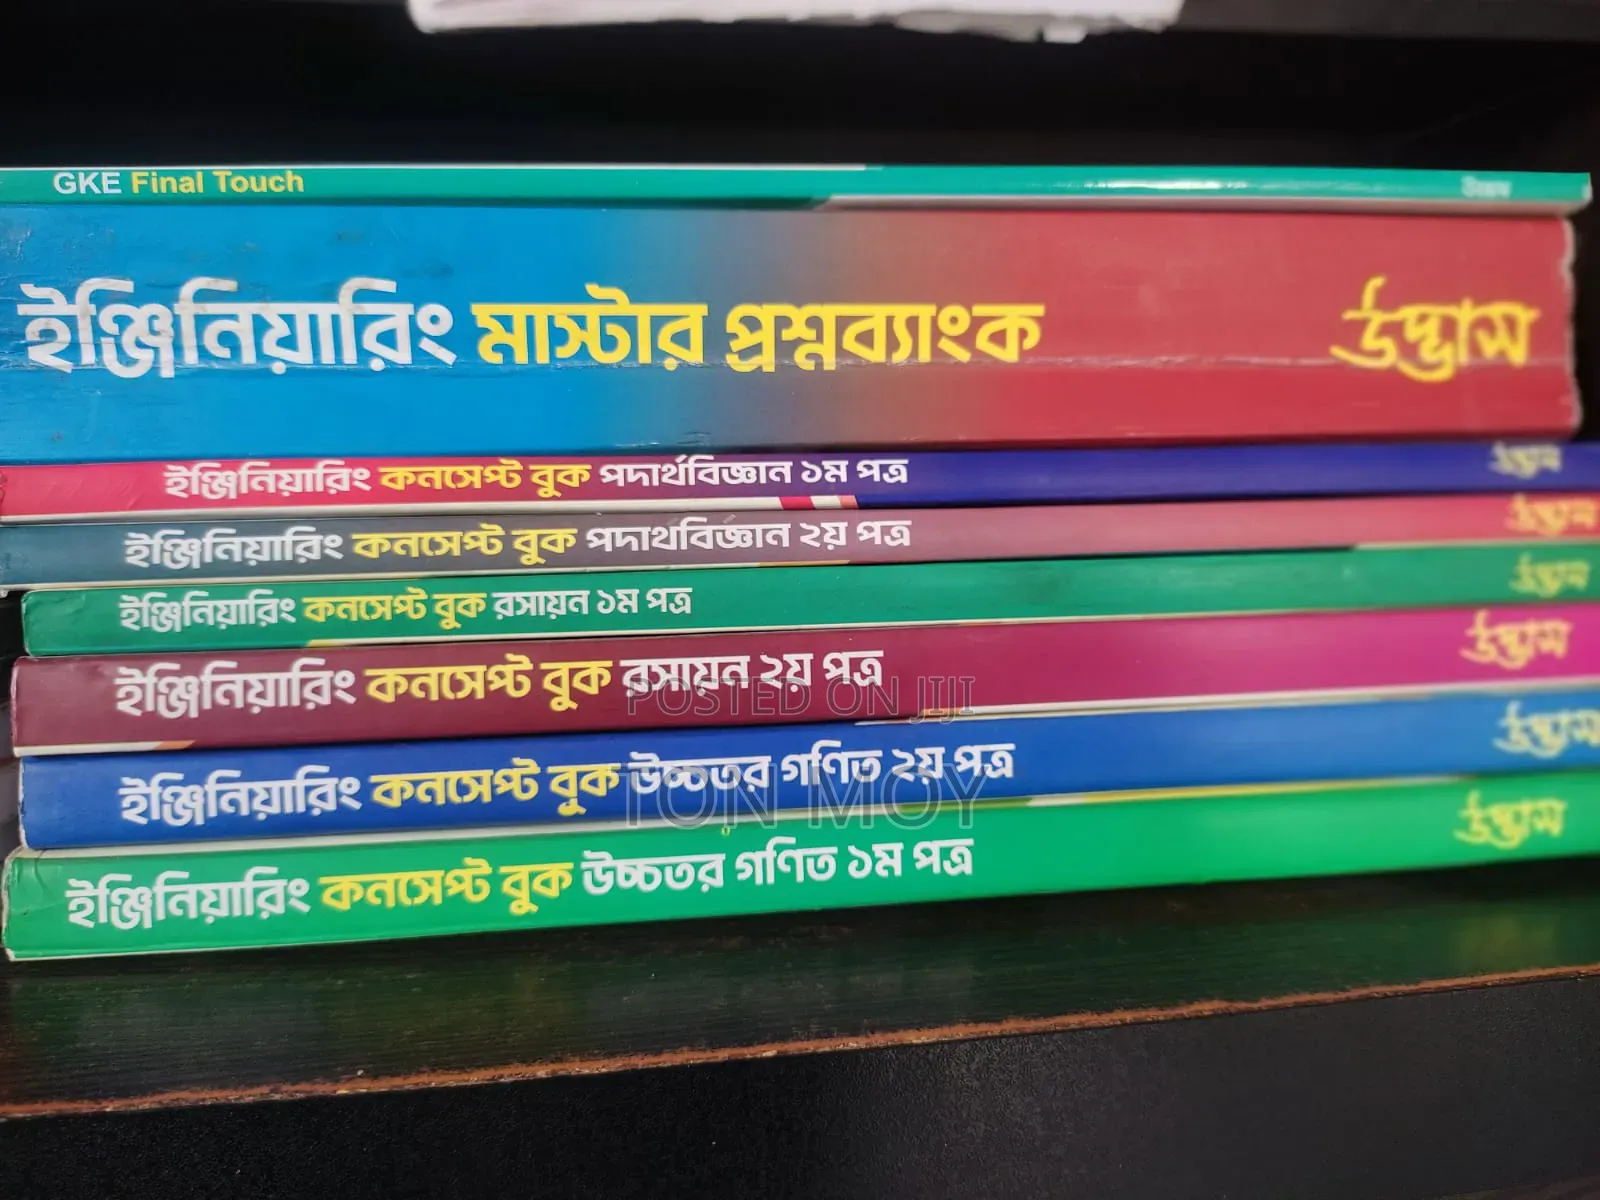 GKE Final Touch
ইঞ্জিনিয়ারিং মাস্টার প্রশ্নব্যাংক উদ্ভাস
ইঞ্জিনিয়ারিং কনসেপ্ট বুক পদার্থবিজ্ঞান ১ম পত্র উদ্ভাস
ইঞ্জিনিয়ারিং কনসেপ্ট বুক পদার্থবিজ্ঞান ২য় পত্র উদ্ভাস
ইঞ্জিনিয়ারিং কনসেপ্ট বুক রসায়ন ১ম পত্র উদ্ভাস
ইঞ্জিনিয়ারিং কনসেপ্ট বুক রসায়ন ২য় পত্র উদ্ভাস
POSTED ON JIJI
ইঞ্জিনিয়ারিং কনসেপ্ট বুক উচ্চতর গণিত ২য় পত্র উদ্ভাস
TON MOY
ইঞ্জিনিয়ারিং কনসেপ্ট বুক উচ্চতর গণিত ১ম পত্র উদ্ভাস